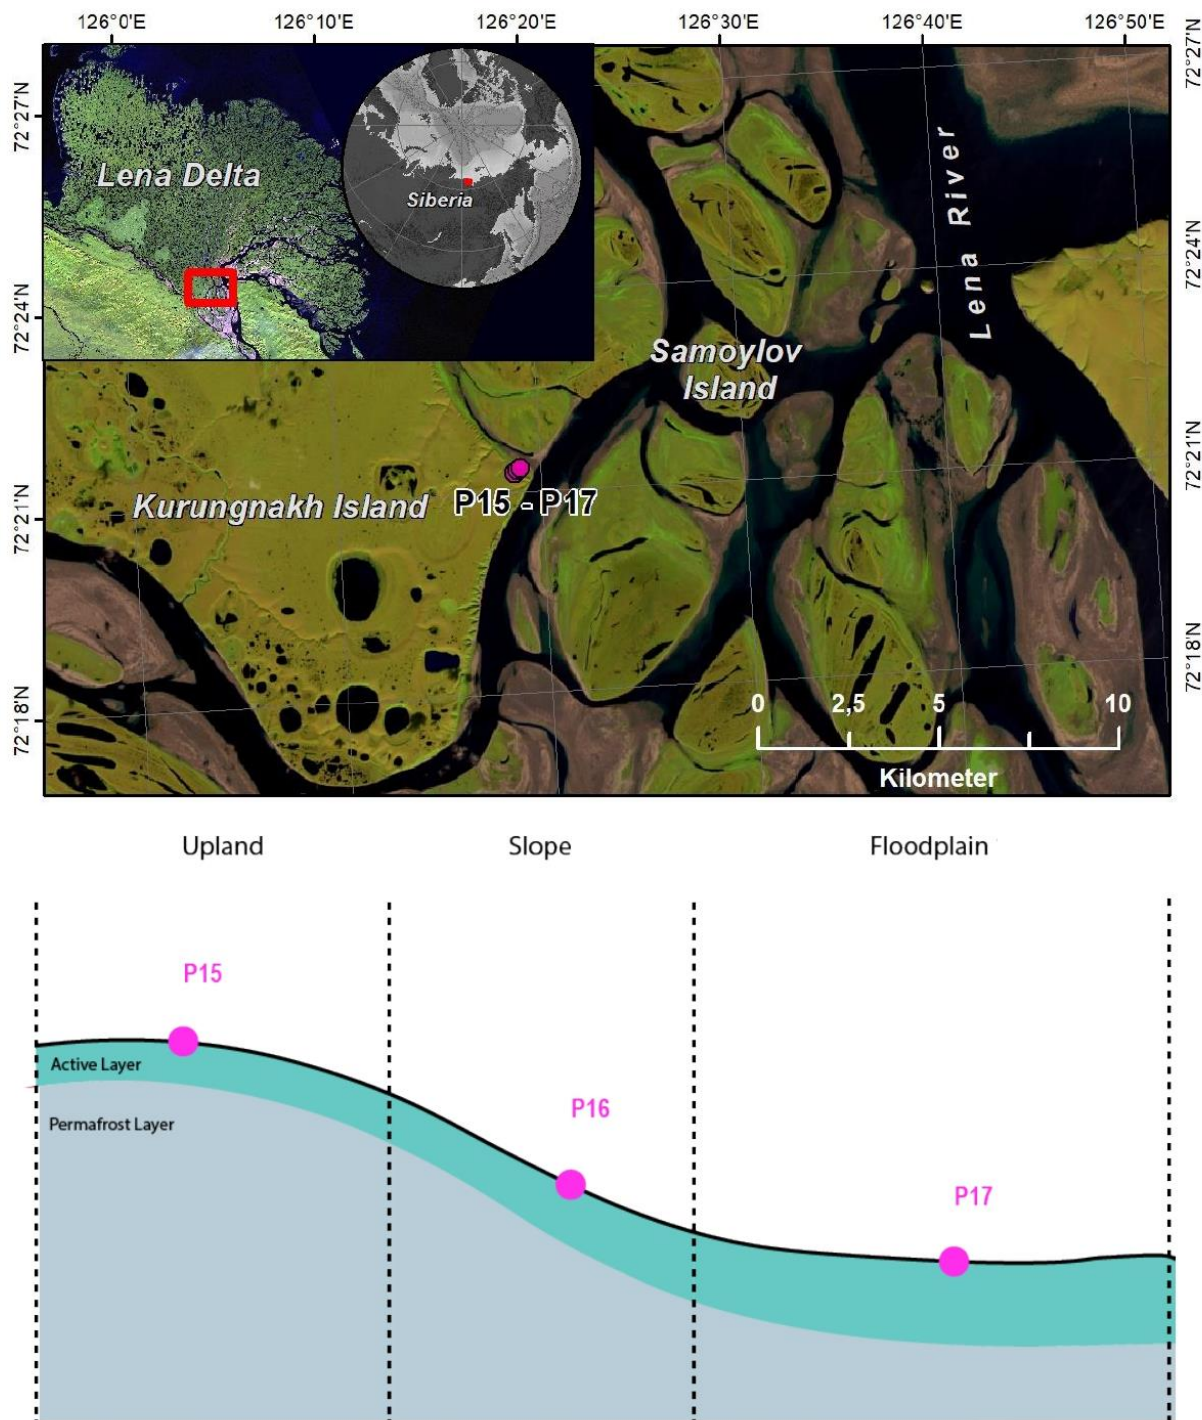 126°0'E 126°10'E 126°20'E 126°30'E 126°40'E 126°50'E
72°27'N
72°24'N
72°21'N
72°18'N
72°27'N
72°24'N
72°21'N
72°18'N
Lena Delta
Siberia
Lena River
Samoylov
Island
Kurungnakh Island
P15 - P17
0 2,5 5 10
Kilometer
Upland Slope Floodplain
P15
Active Layer
Permafrost Layer
P16
P17